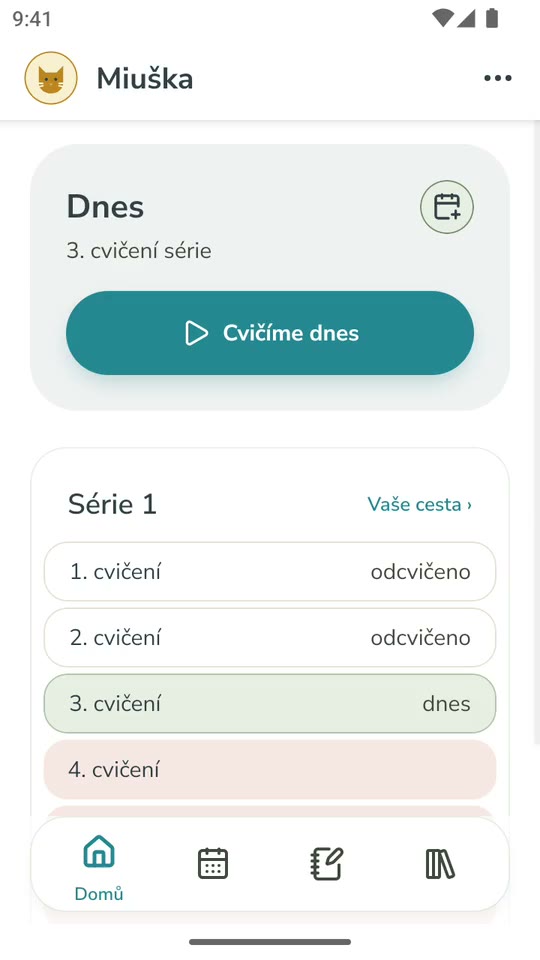 9:41
Miuška
Dnes
3. cvičení série
Cvičíme dnes
Série 1
Vaše cesta ›
1. cvičení odcvičeno
2. cvičení odcvičeno
3. cvičení dnes
4. cvičení
Domů